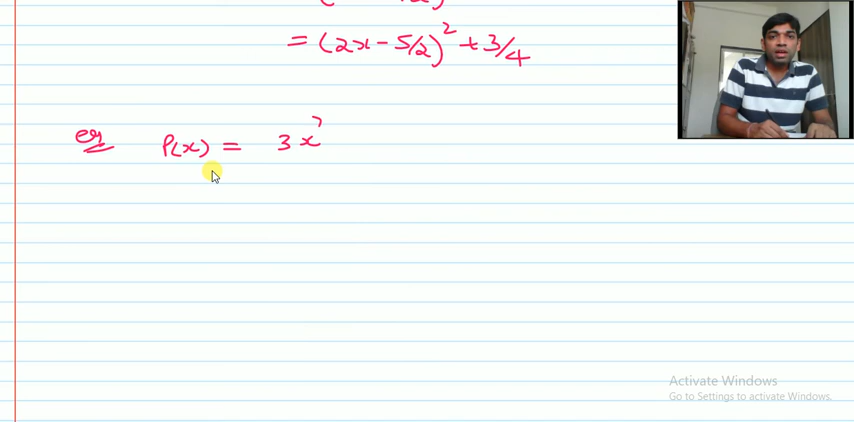 = (2x - 5/2)² + 3/4
eg P(x) = 3x⁷
Activate Windows
Go to Settings to activate Windows.